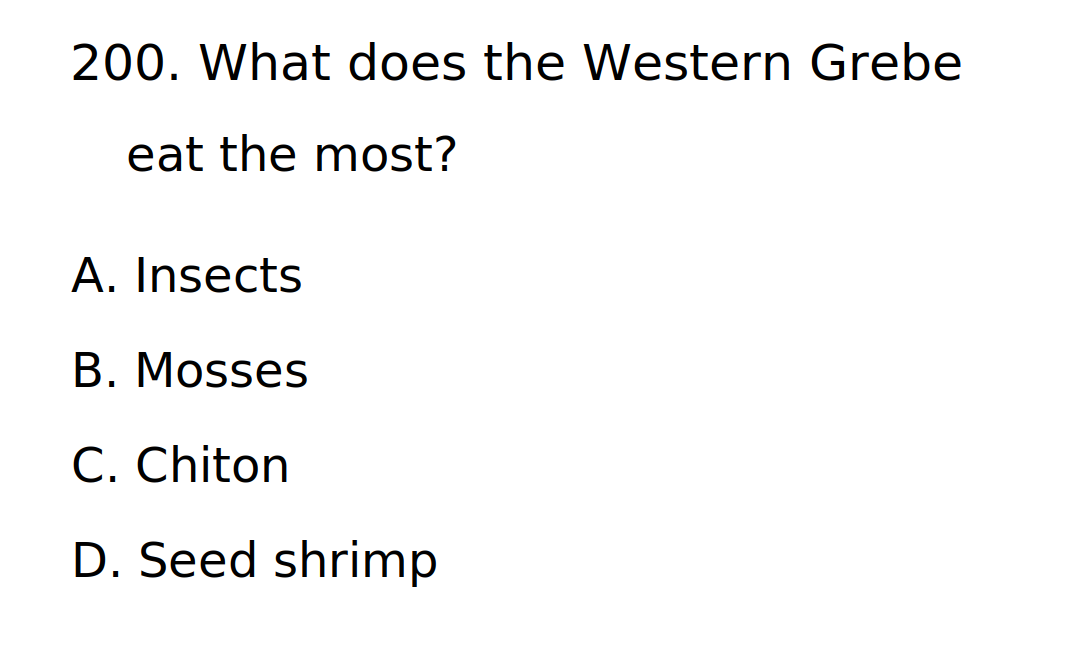 200. What does the Western Grebe
eat the most?
A. Insects
B. Mosses
C. Chiton
D. Seed shrimp